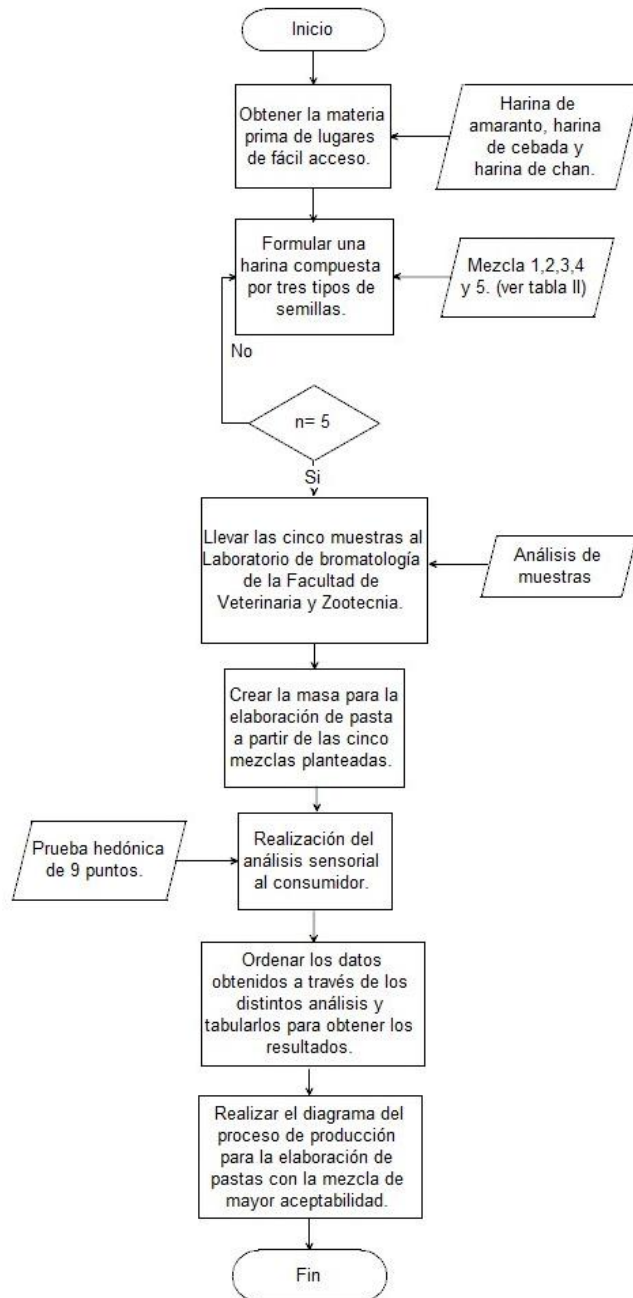 Inicio
Obtener la materia
prima de lugares
de fácil acceso.
Harina de
amaranto, harina
de cebada y
harina de chan.
Formular una
harina compuesta
por tres tipos de
semillas.
Mezcla 1,2,3,4
y 5. (ver tabla II)
No
n= 5
Si
Llevar las cinco muestras al
Laboratorio de bromatología
de la Facultad de
Veterinaria y Zootecnia.
Análisis de
muestras
Crear la masa para la
elaboración de pasta
a partir de las cinco
mezclas planteadas.
Prueba hedónica
de 9 puntos.
Realización del
análisis sensorial
al consumidor.
Ordenar los datos
obtenidos a través de los
distintos análisis y
tabularlos para obtener los
resultados.
Realizar el diagrama del
proceso de producción
para la elaboración de
pastas con la mezcla de
mayor aceptabilidad.
Fin